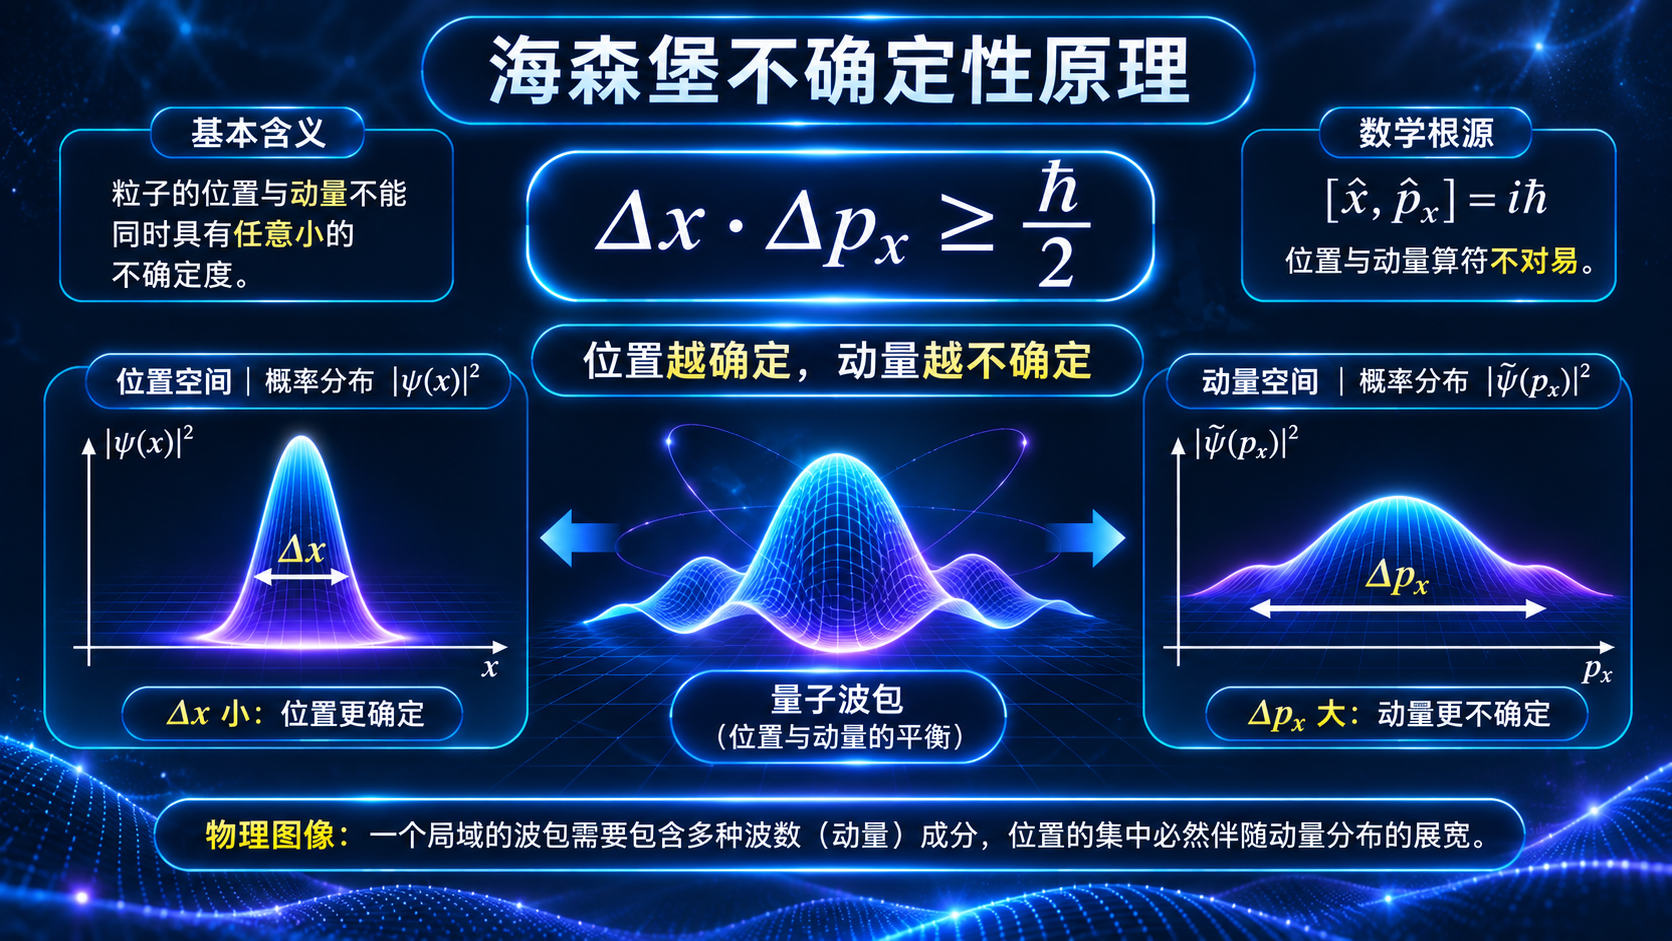 海森堡不确定性原理
基本含义
粒子的位置与动量不能
同时具有任意小的
不确定度。
Δx · Δpₓ ≥ ħ/2
数学根源
[x̂, p̂ₓ] = iħ
位置与动量算符不对易。
位置越确定，动量越不确定
位置空间 | 概率分布 |ψ(x)|²
|ψ(x)|²
Δx
x
Δx 小：位置更确定
量子波包
（位置与动量的平衡）
动量空间 | 概率分布 |ψ̃(pₓ)|²
|ψ̃(pₓ)|²
Δpₓ
pₓ
Δpₓ 大：动量更不确定
物理图像：一个局域的波包需要包含多种波数（动量）成分，位置的集中必然伴随动量分布的展宽。